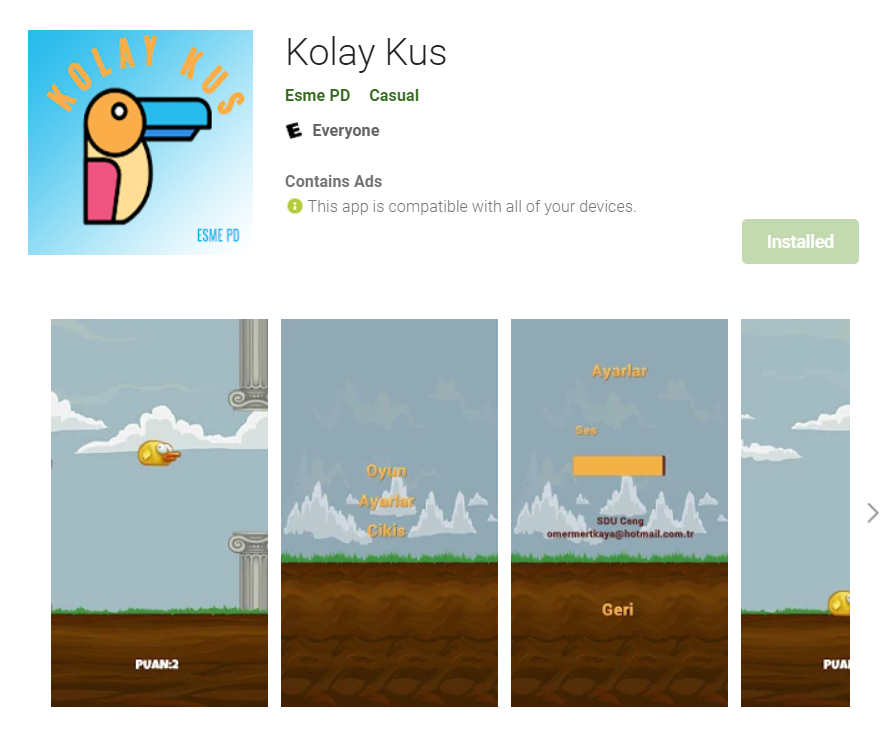 KOLAY KUS
ESME PD
Kolay Kus
Esme PD Casual
E Everyone
Contains Ads
This app is compatible with all of your devices.
Installed
PUAN:2
Oyun
Ayarlar
Cikis
Ayarlar
Ses
SDU Ceng
omermertkaya@hotmail.com.tr
Geri
PUA